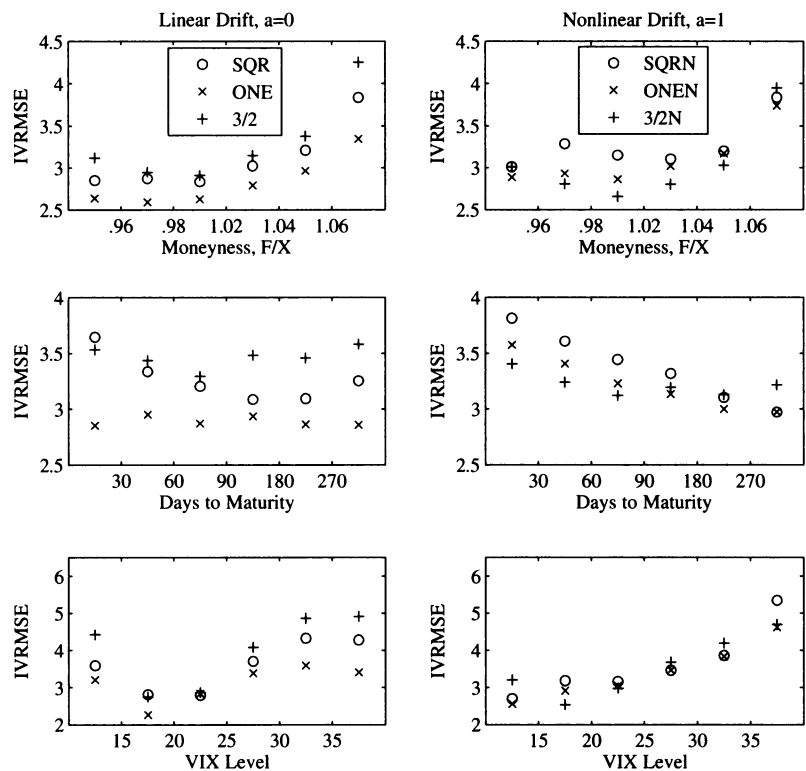 Linear Drift, a=0
4.5
4
3.5
3
2.5
IVRMSE
SQR
ONE
3/2
.96 .98 1.00 1.02 1.04 1.06
Moneyness, F/X
Nonlinear Drift, a=1
4.5
4
3.5
3
2.5
IVRMSE
SQRN
ONEN
3/2N
.96 .98 1.00 1.02 1.04 1.06
Moneyness, F/X
4
3.5
3
2.5
IVRMSE
30 60 90 180 270
Days to Maturity
4
3.5
3
2.5
IVRMSE
30 60 90 180 270
Days to Maturity
6
5
4
3
2
IVRMSE
15 20 25 30 35
VIX Level
6
5
4
3
2
IVRMSE
15 20 25 30 35
VIX Level